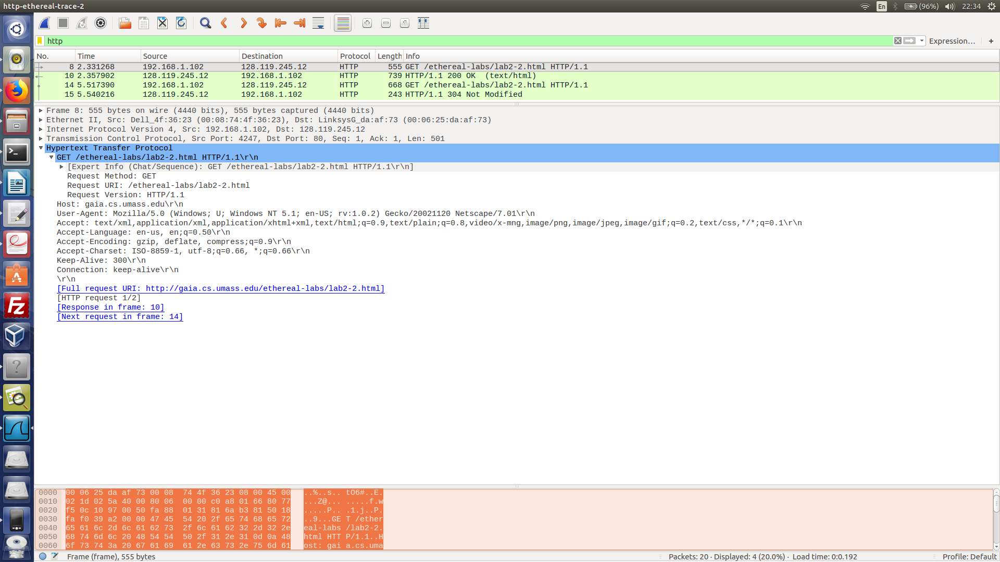 http-ethereal-trace-2
En (96%) 22:34
http Expression… +
No. Time Source Destination Protocol Length Info
8 2.331268 192.168.1.102 128.119.245.12 HTTP 555 GET /ethereal-labs/lab2-2.html HTTP/1.1
10 2.357902 128.119.245.12 192.168.1.102 HTTP 739 HTTP/1.1 200 OK  (text/html)
14 5.517390 192.168.1.102 128.119.245.12 HTTP 668 GET /ethereal-labs/lab2-2.html HTTP/1.1
15 5.540216 128.119.245.12 192.168.1.102 HTTP 243 HTTP/1.1 304 Not Modified
Frame 8: 555 bytes on wire (4440 bits), 555 bytes captured (4440 bits)
Ethernet II, Src: Dell_4f:36:23 (00:08:74:4f:36:23), Dst: LinksysG_da:af:73 (00:06:25:da:af:73)
Internet Protocol Version 4, Src: 192.168.1.102, Dst: 128.119.245.12
Transmission Control Protocol, Src Port: 4247, Dst Port: 80, Seq: 1, Ack: 1, Len: 501
Hypertext Transfer Protocol
GET /ethereal-labs/lab2-2.html HTTP/1.1\r\n
[Expert Info (Chat/Sequence): GET /ethereal-labs/lab2-2.html HTTP/1.1\r\n]
Request Method: GET
Request URI: /ethereal-labs/lab2-2.html
Request Version: HTTP/1.1
Host: gaia.cs.umass.edu\r\n
User-Agent: Mozilla/5.0 (Windows; U; Windows NT 5.1; en-US; rv:1.0.2) Gecko/20021120 Netscape/7.01\r\n
Accept: text/xml,application/xml,application/xhtml+xml,text/html;q=0.9,text/plain;q=0.8,video/x-mng,image/png,image/jpeg,image/gif;q=0.2,text/css,*/*;q=0.1\r\n
Accept-Language: en-us, en;q=0.50\r\n
Accept-Encoding: gzip, deflate, compress;q=0.9\r\n
Accept-Charset: ISO-8859-1, utf-8;q=0.66, *;q=0.66\r\n
Keep-Alive: 300\r\n
Connection: keep-alive\r\n
\r\n
[Full request URI: http://gaia.cs.umass.edu/ethereal-labs/lab2-2.html]
[HTTP request 1/2]
[Response in frame: 10]
[Next request in frame: 14]
0000 00 06 25 da af 73 00 08 74 4f 36 23 08 00 45 00 ..%..s.. tO6#..E.
0010 02 1d 02 5a 40 00 80 06 00 00 c0 a8 01 66 80 77 ...Z@... .....f.w
0020 f5 0c 10 97 00 50 fa 88 01 31 81 6a b3 81 50 18 .....P.. .1.j..P.
0030 fa f0 39 a2 00 00 47 45 54 20 2f 65 74 68 65 72 ..9...GE T /ether
0040 65 61 6c 2d 6c 61 62 73 2f 6c 61 62 32 2d 32 2e eal-labs /lab2-2.
0050 68 74 6d 6c 20 48 54 54 50 2f 31 2e 31 0d 0a 48 html HTT P/1.1..H
0060 6f 73 74 3a 20 67 61 69 61 2e 63 73 2e 75 6d 61 ost: gai a.cs.uma
Frame (frame), 555 bytes Packets: 20 · Displayed: 4 (20.0%) · Load time: 0:0.192 Profile: Default